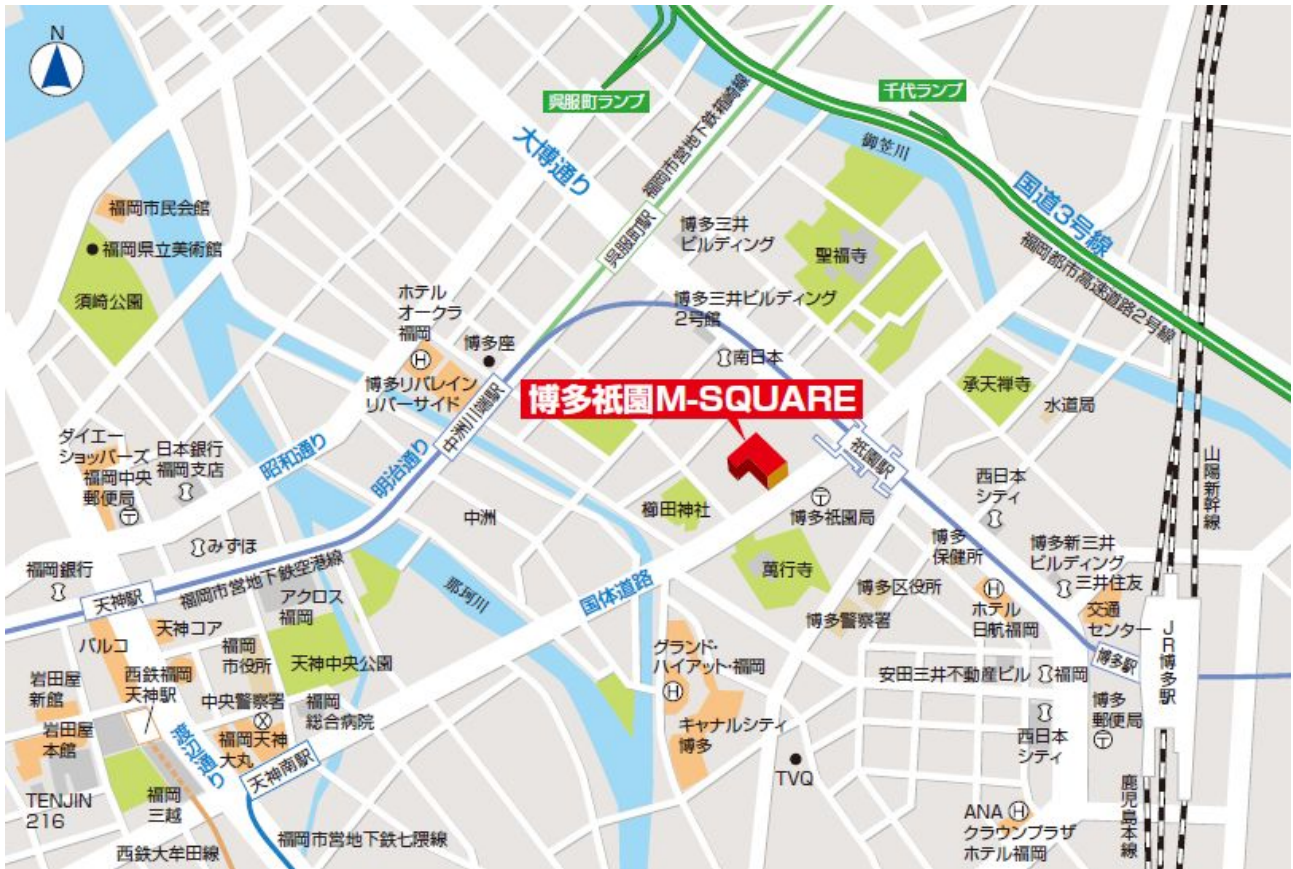 N
呉服町ランプ
千代ランプ
福岡市営地下鉄箱崎線
大博通り
御笠川
国道3号線
福岡都市高速道路2号線
福岡市民会館
福岡県立美術館
須崎公園
呉服町駅
博多三井
ビルディング
聖福寺
ホテル
オークラ
福岡
博多座
博多三井ビルディング
2号館
南日本
博多リバレイン
リバーサイド
中洲川端駅
博多祇園M-SQUARE
承天禅寺
水道局
祇園駅
山陽新幹線
ダイエー
ショッパーズ
福岡中央
郵便局
日本銀行
福岡支店
昭和通り
明治通り
中洲
櫛田神社
博多祇園局
西日本
シティ
みずほ
福岡銀行
天神駅
福岡市営地下鉄空港線
アクロス
福岡
那珂川
国体道路
萬行寺
博多
保健所
博多新三井
ビルディング
三井住友
博多区役所
博多警察署
ホテル
日航福岡
交通
センター
JR博多駅
博多駅
パルコ
天神コア
福岡
市役所
天神中央公園
グランド・
ハイアット・福岡
安田三井不動産ビル
福岡
岩田屋
新館
西鉄福岡
天神駅
中央警察署
福岡
総合病院
キャナルシティ
博多
博多
郵便局
西日本
シティ
岩田屋
本館
渡辺通り
福岡天神
大丸
天神南駅
TVQ
TENJIN
216
福岡
三越
西鉄大牟田線
福岡市営地下鉄七隈線
ANA
クラウンプラザ
ホテル福岡
鹿児島本線